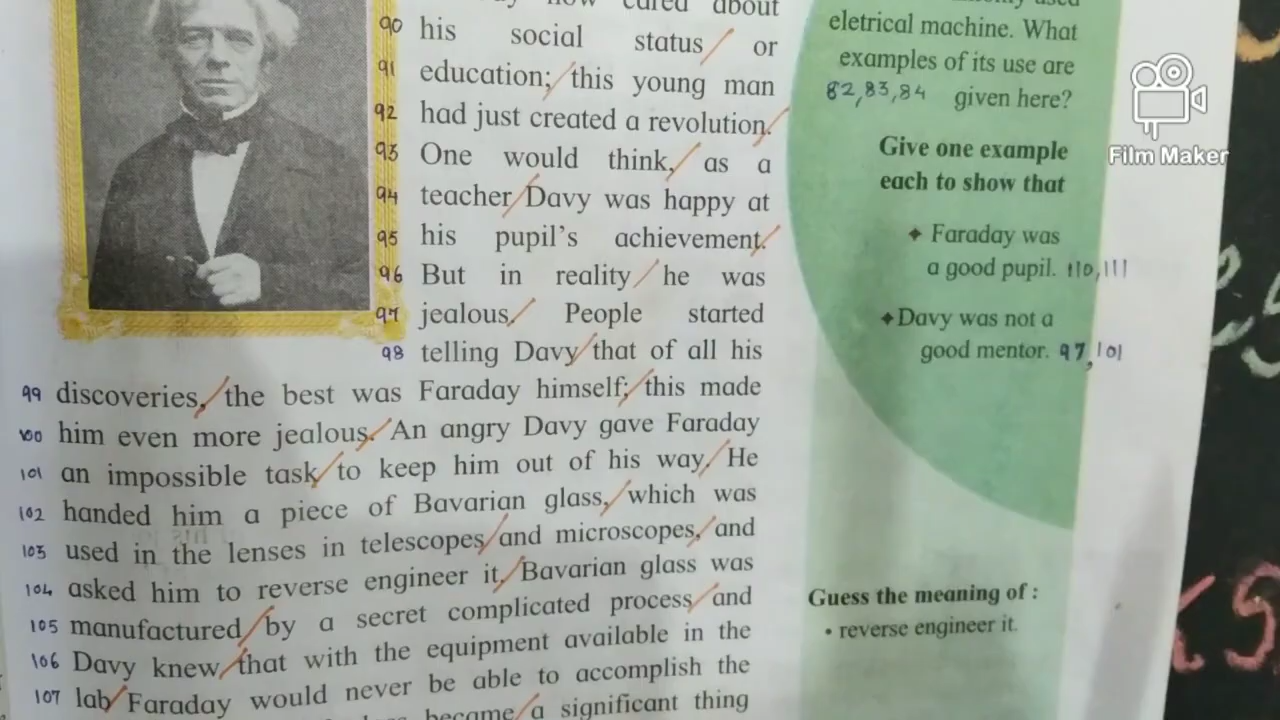 cared about
90 his social status / or
91 education; / this young man
92 had just created a revolution. /
93 One would think, / as a
94 teacher / Davy was happy at
95 his pupil's achievement. /
96 But in reality / he was
97 jealous. / People started
98 telling Davy / that of all his
99 discoveries, / the best was Faraday himself; / this made
100 him even more jealous. / An angry Davy gave Faraday
101 an impossible task / to keep him out of his way. / He
102 handed him a piece of Bavarian glass, / which was
103 used in the lenses in telescopes / and microscopes, / and
104 asked him to reverse engineer it. / Bavarian glass was
105 manufactured / by a secret complicated process / and
106 Davy knew / that with the equipment available in the
107 lab / Faraday would never be able to accomplish the
became / a significant thing
used
eletrical machine. What
examples of its use are
82,83,84 given here?
Give one example
each to show that
Faraday was
a good pupil. 110,111
Davy was not a
good mentor. 97,101
Guess the meaning of :
• reverse engineer it.
Film Maker